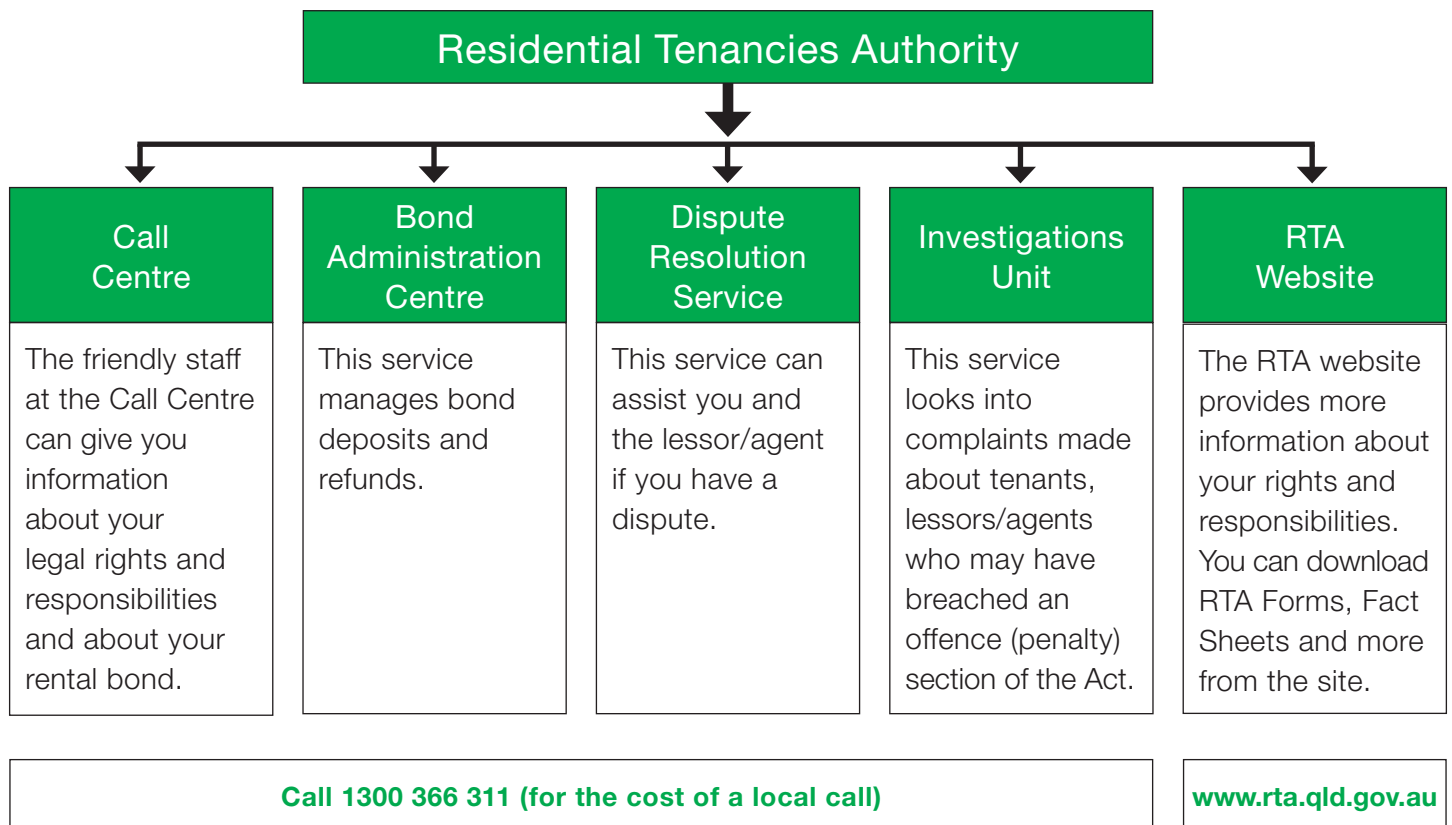 Residential Tenancies Authority
Call
Centre
The friendly staff
at the Call Centre
can give you
information
about your
legal rights and
responsibilities
and about your
rental bond.
Bond
Administration
Centre
This service
manages bond
deposits and
refunds.
Dispute
Resolution
Service
This service can
assist you and
the lessor/agent
if you have a
dispute.
Investigations
Unit
This service
looks into
complaints made
about tenants,
lessors/agents
who may have
breached an
offence (penalty)
section of the Act.
RTA
Website
The RTA website
provides more
information about
your rights and
responsibilities.
You can download
RTA Forms, Fact
Sheets and more
from the site.
Call 1300 366 311 (for the cost of a local call)
www.rta.qld.gov.au